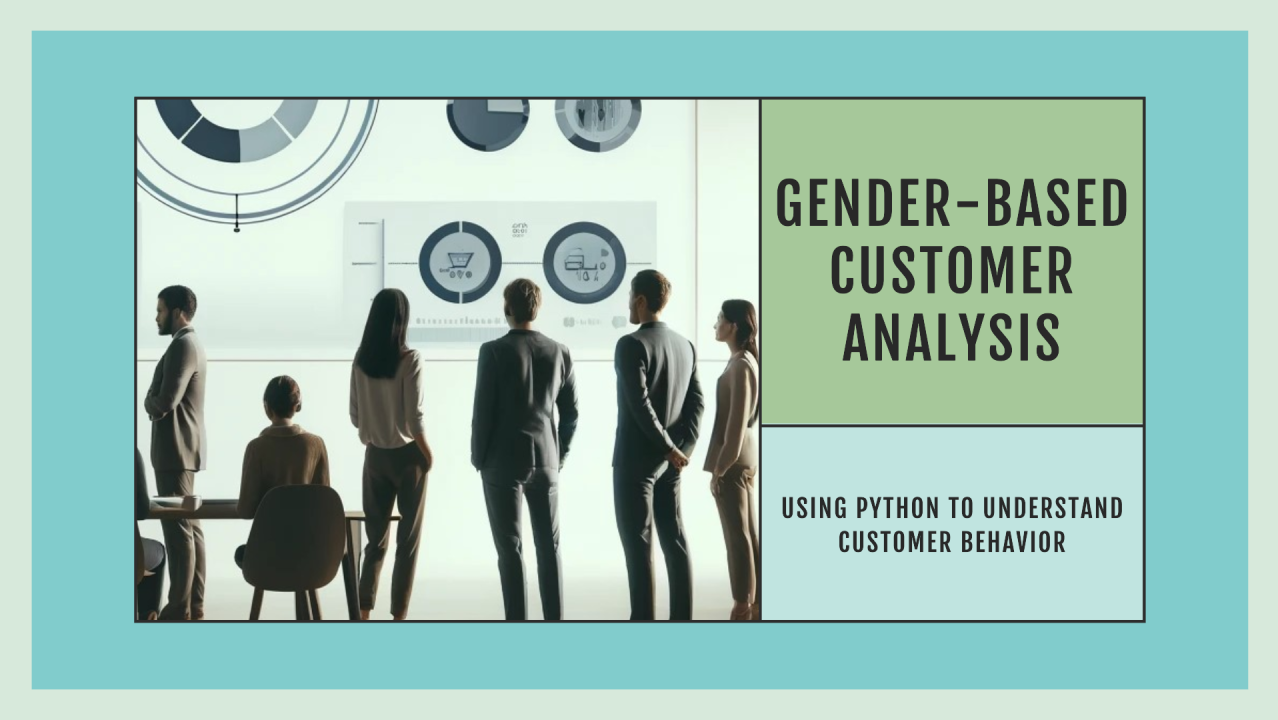 GENDER-BASED
CUSTOMER
ANALYSIS
USING PYTHON TO UNDERSTAND
CUSTOMER BEHAVIOR